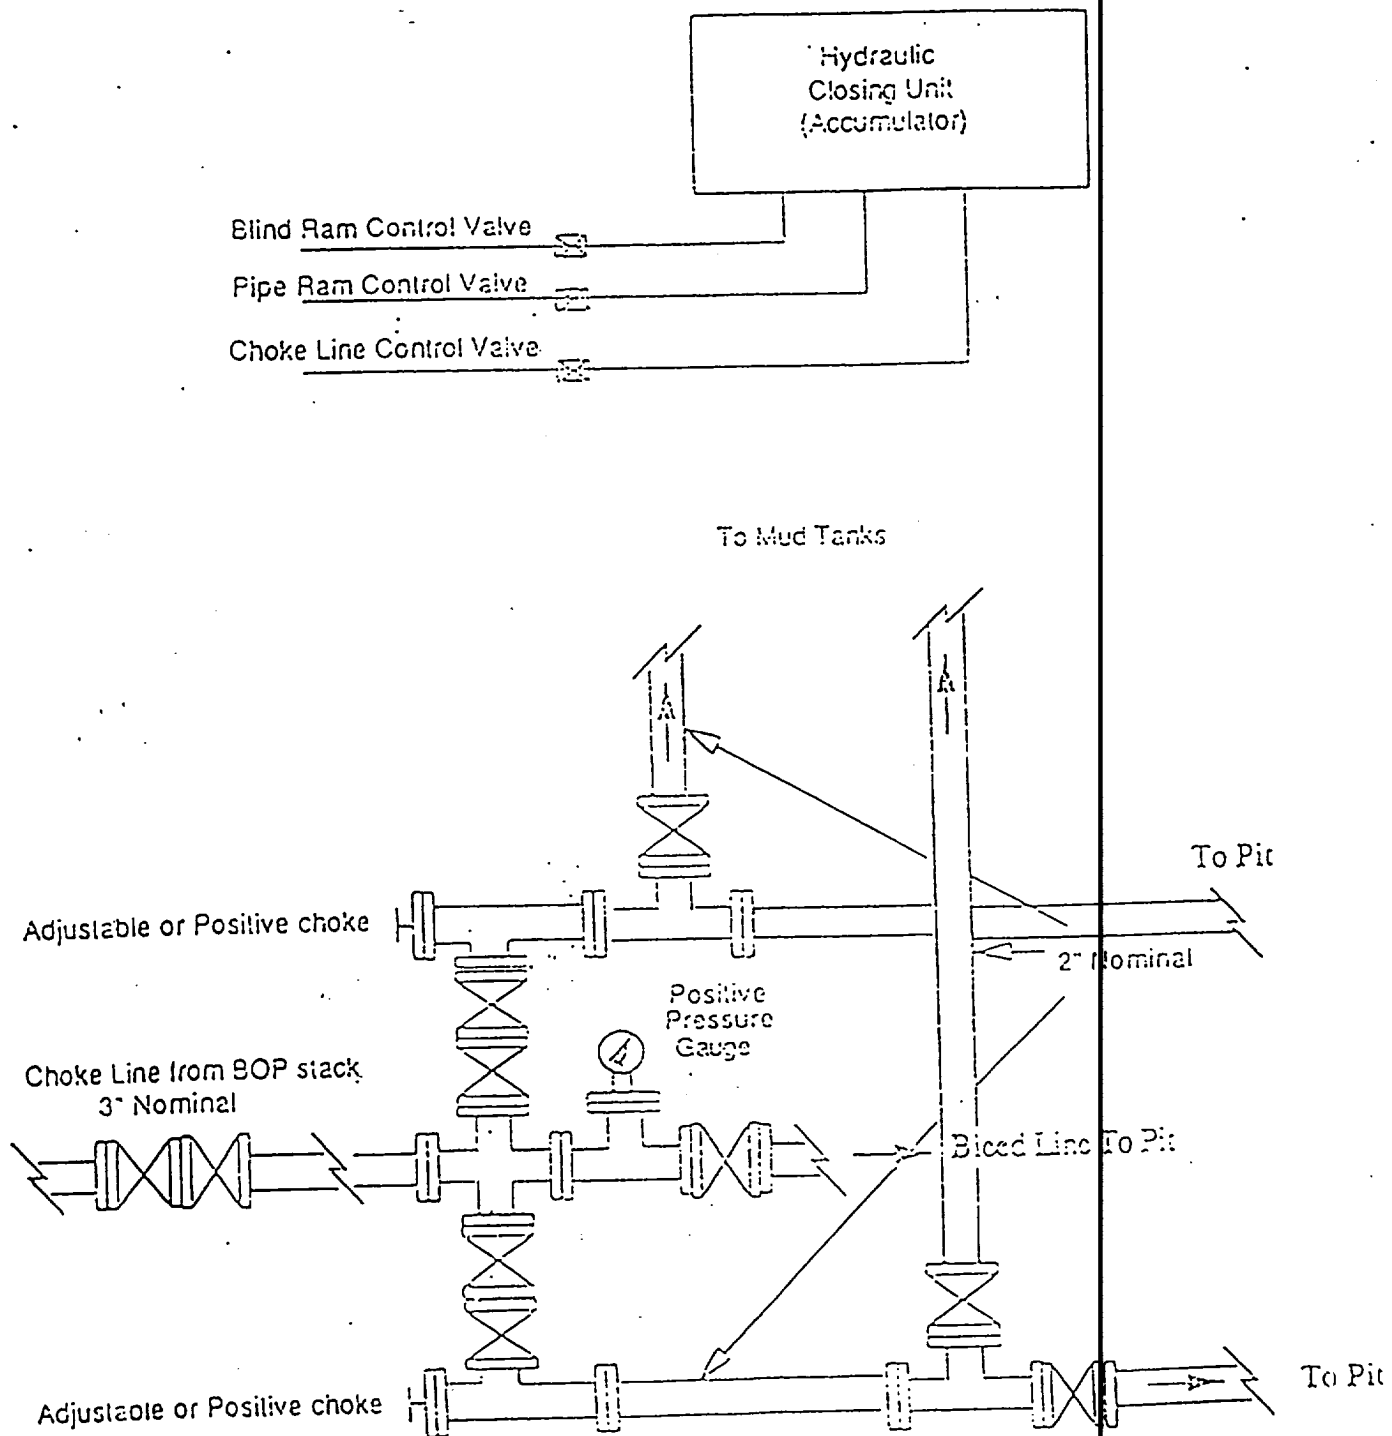 Hydraulic
Closing Unit
(Accumulator)
Blind Ram Control Valve
Pipe Ram Control Valve
Choke Line Control Valve
To Mud Tanks
To Pit
Adjustable or Positive choke
2" Nominal
Positive
Pressure
Gauge
Choke Line from BOP stack
3" Nominal
Bleed Line To Pit
To Pit
Adjustable or Positive choke